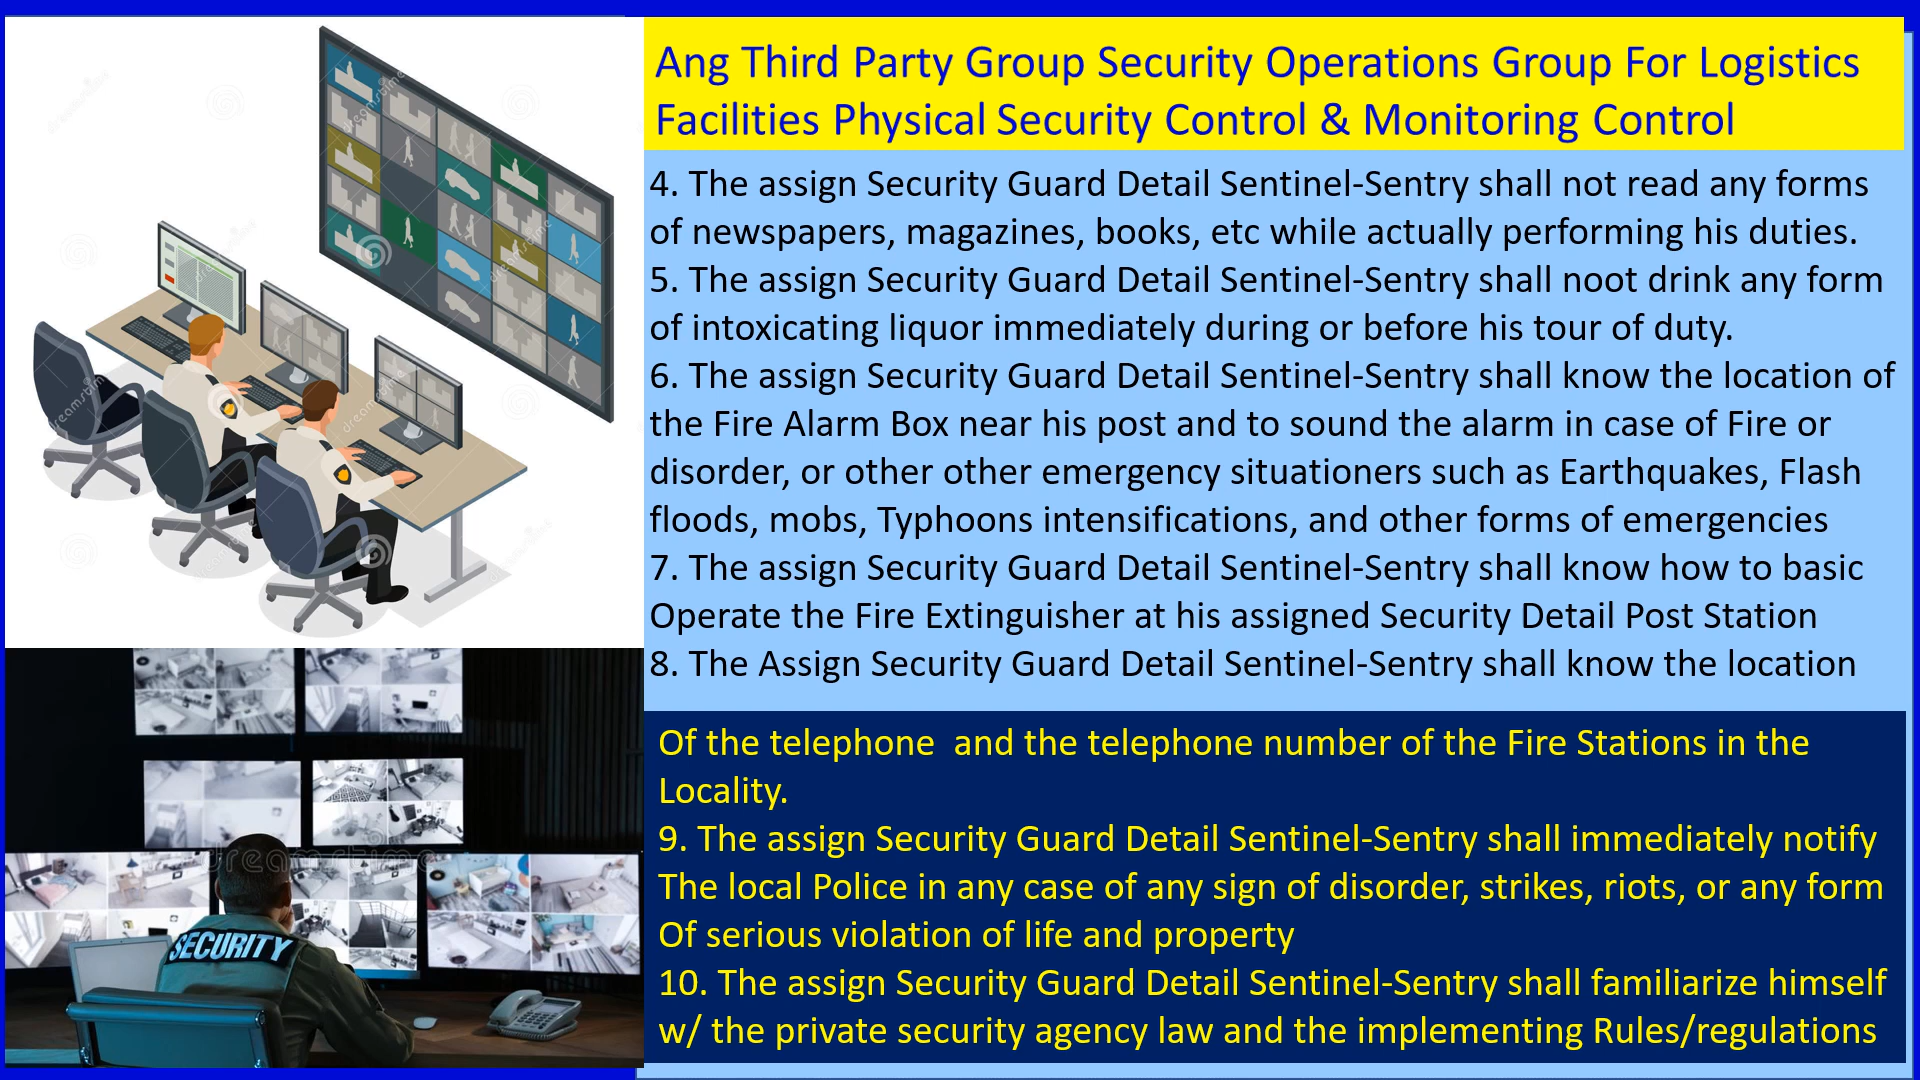 Ang Third Party Group Security Operations Group For Logistics
Facilities Physical Security Control & Monitoring Control
4. The assign Security Guard Detail Sentinel-Sentry shall not read any forms
of newspapers, magazines, books, etc while actually performing his duties.
5. The assign Security Guard Detail Sentinel-Sentry shall noot drink any form
of intoxicating liquor immediately during or before his tour of duty.
6. The assign Security Guard Detail Sentinel-Sentry shall know the location of
the Fire Alarm Box near his post and to sound the alarm in case of Fire or
disorder, or other other emergency situationers such as Earthquakes, Flash
floods, mobs, Typhoons intensifications, and other forms of emergencies
7. The assign Security Guard Detail Sentinel-Sentry shall know how to basic
Operate the Fire Extinguisher at his assigned Security Detail Post Station
8. The Assign Security Guard Detail Sentinel-Sentry shall know the location
Of the telephone  and the telephone number of the Fire Stations in the
Locality.
9. The assign Security Guard Detail Sentinel-Sentry shall immediately notify
The local Police in any case of any sign of disorder, strikes, riots, or any form
Of serious violation of life and property
10. The assign Security Guard Detail Sentinel-Sentry shall familiarize himself
w/ the private security agency law and the implementing Rules/regulations
dreamstime
SECURITY